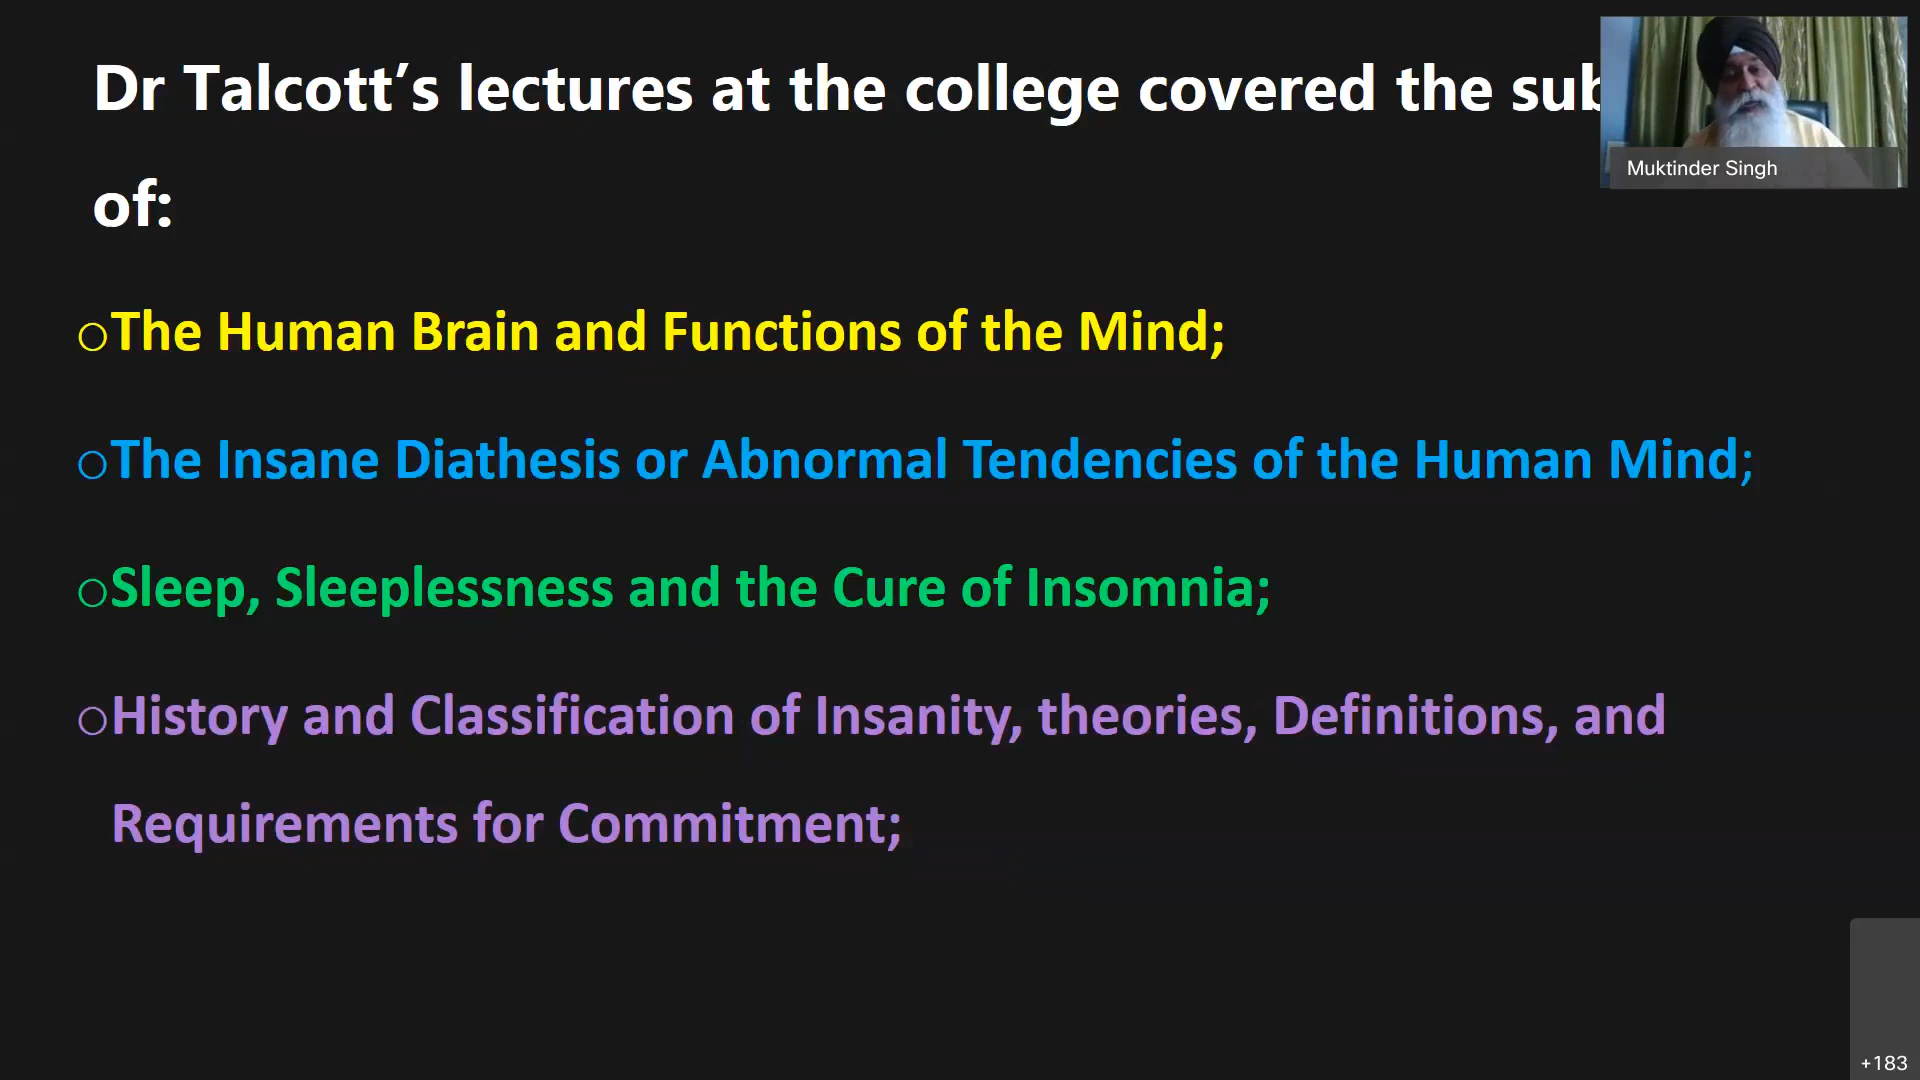 Dr Talcott’s lectures at the college covered the
of:
○The Human Brain and Functions of the Mind;
○The Insane Diathesis or Abnormal Tendencies of the Human Mind;
○Sleep, Sleeplessness and the Cure of Insomnia;
○History and Classification of Insanity, theories, Definitions, and
Requirements for Commitment;
Muktinder Singh
+183